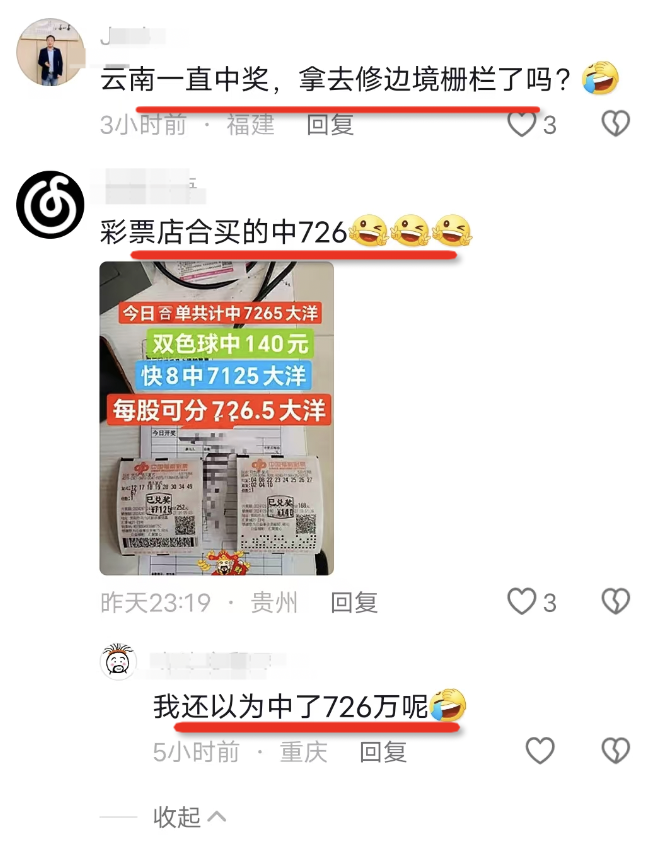 云南一直中奖，拿去修边境栅栏了吗？🤣
3小时前 · 福建 回复 3
彩票店合买的中726
今日合单共计中7265大洋
双色球中140元
快8中7125大洋
每股可分726.5大洋
今日开奖
已兑奖
¥7125
已兑奖
¥140
昨天23:19 · 贵州 回复 3
我还以为中了726万呢🤣
5小时前 · 重庆 回复
收起